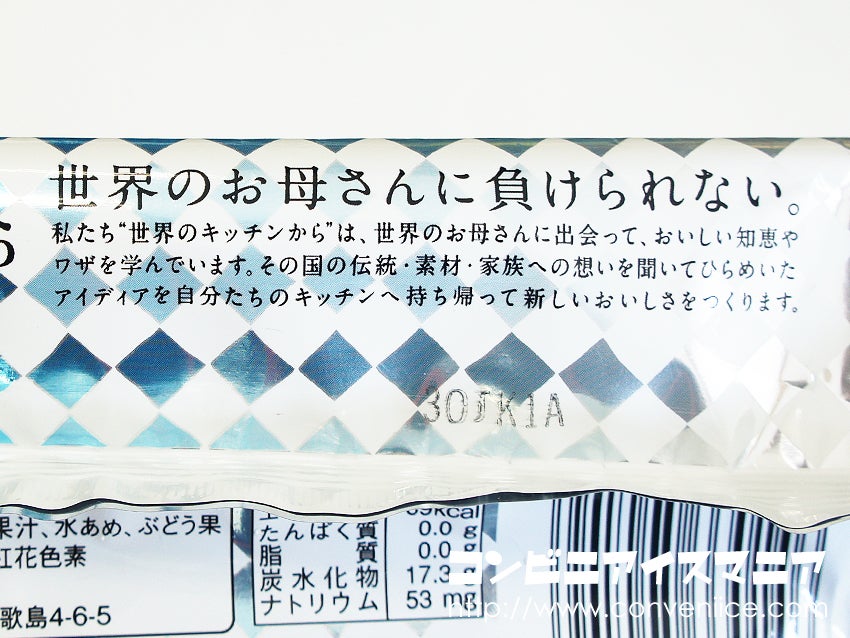 世界のお母さんに負けられない。
私たち“世界のキッチンから”は、世界のお母さんに出会って、おいしい知恵や
ワザを学んでいます。その国の伝統・素材・家族への想いを聞いてひらめいた
アイディアを自分たちのキッチンへ持ち帰って新しいおいしさをつくります。
30JK1A
果汁、水あめ、ぶどう果
紅花色素
歌島4-6-5
kcal
たんぱく質 0.0 g
脂質 0.0 g
炭水化物 17.3 g
ナトリウム 53 mg
コンビニアイスマニア
http://www.conveniice.com